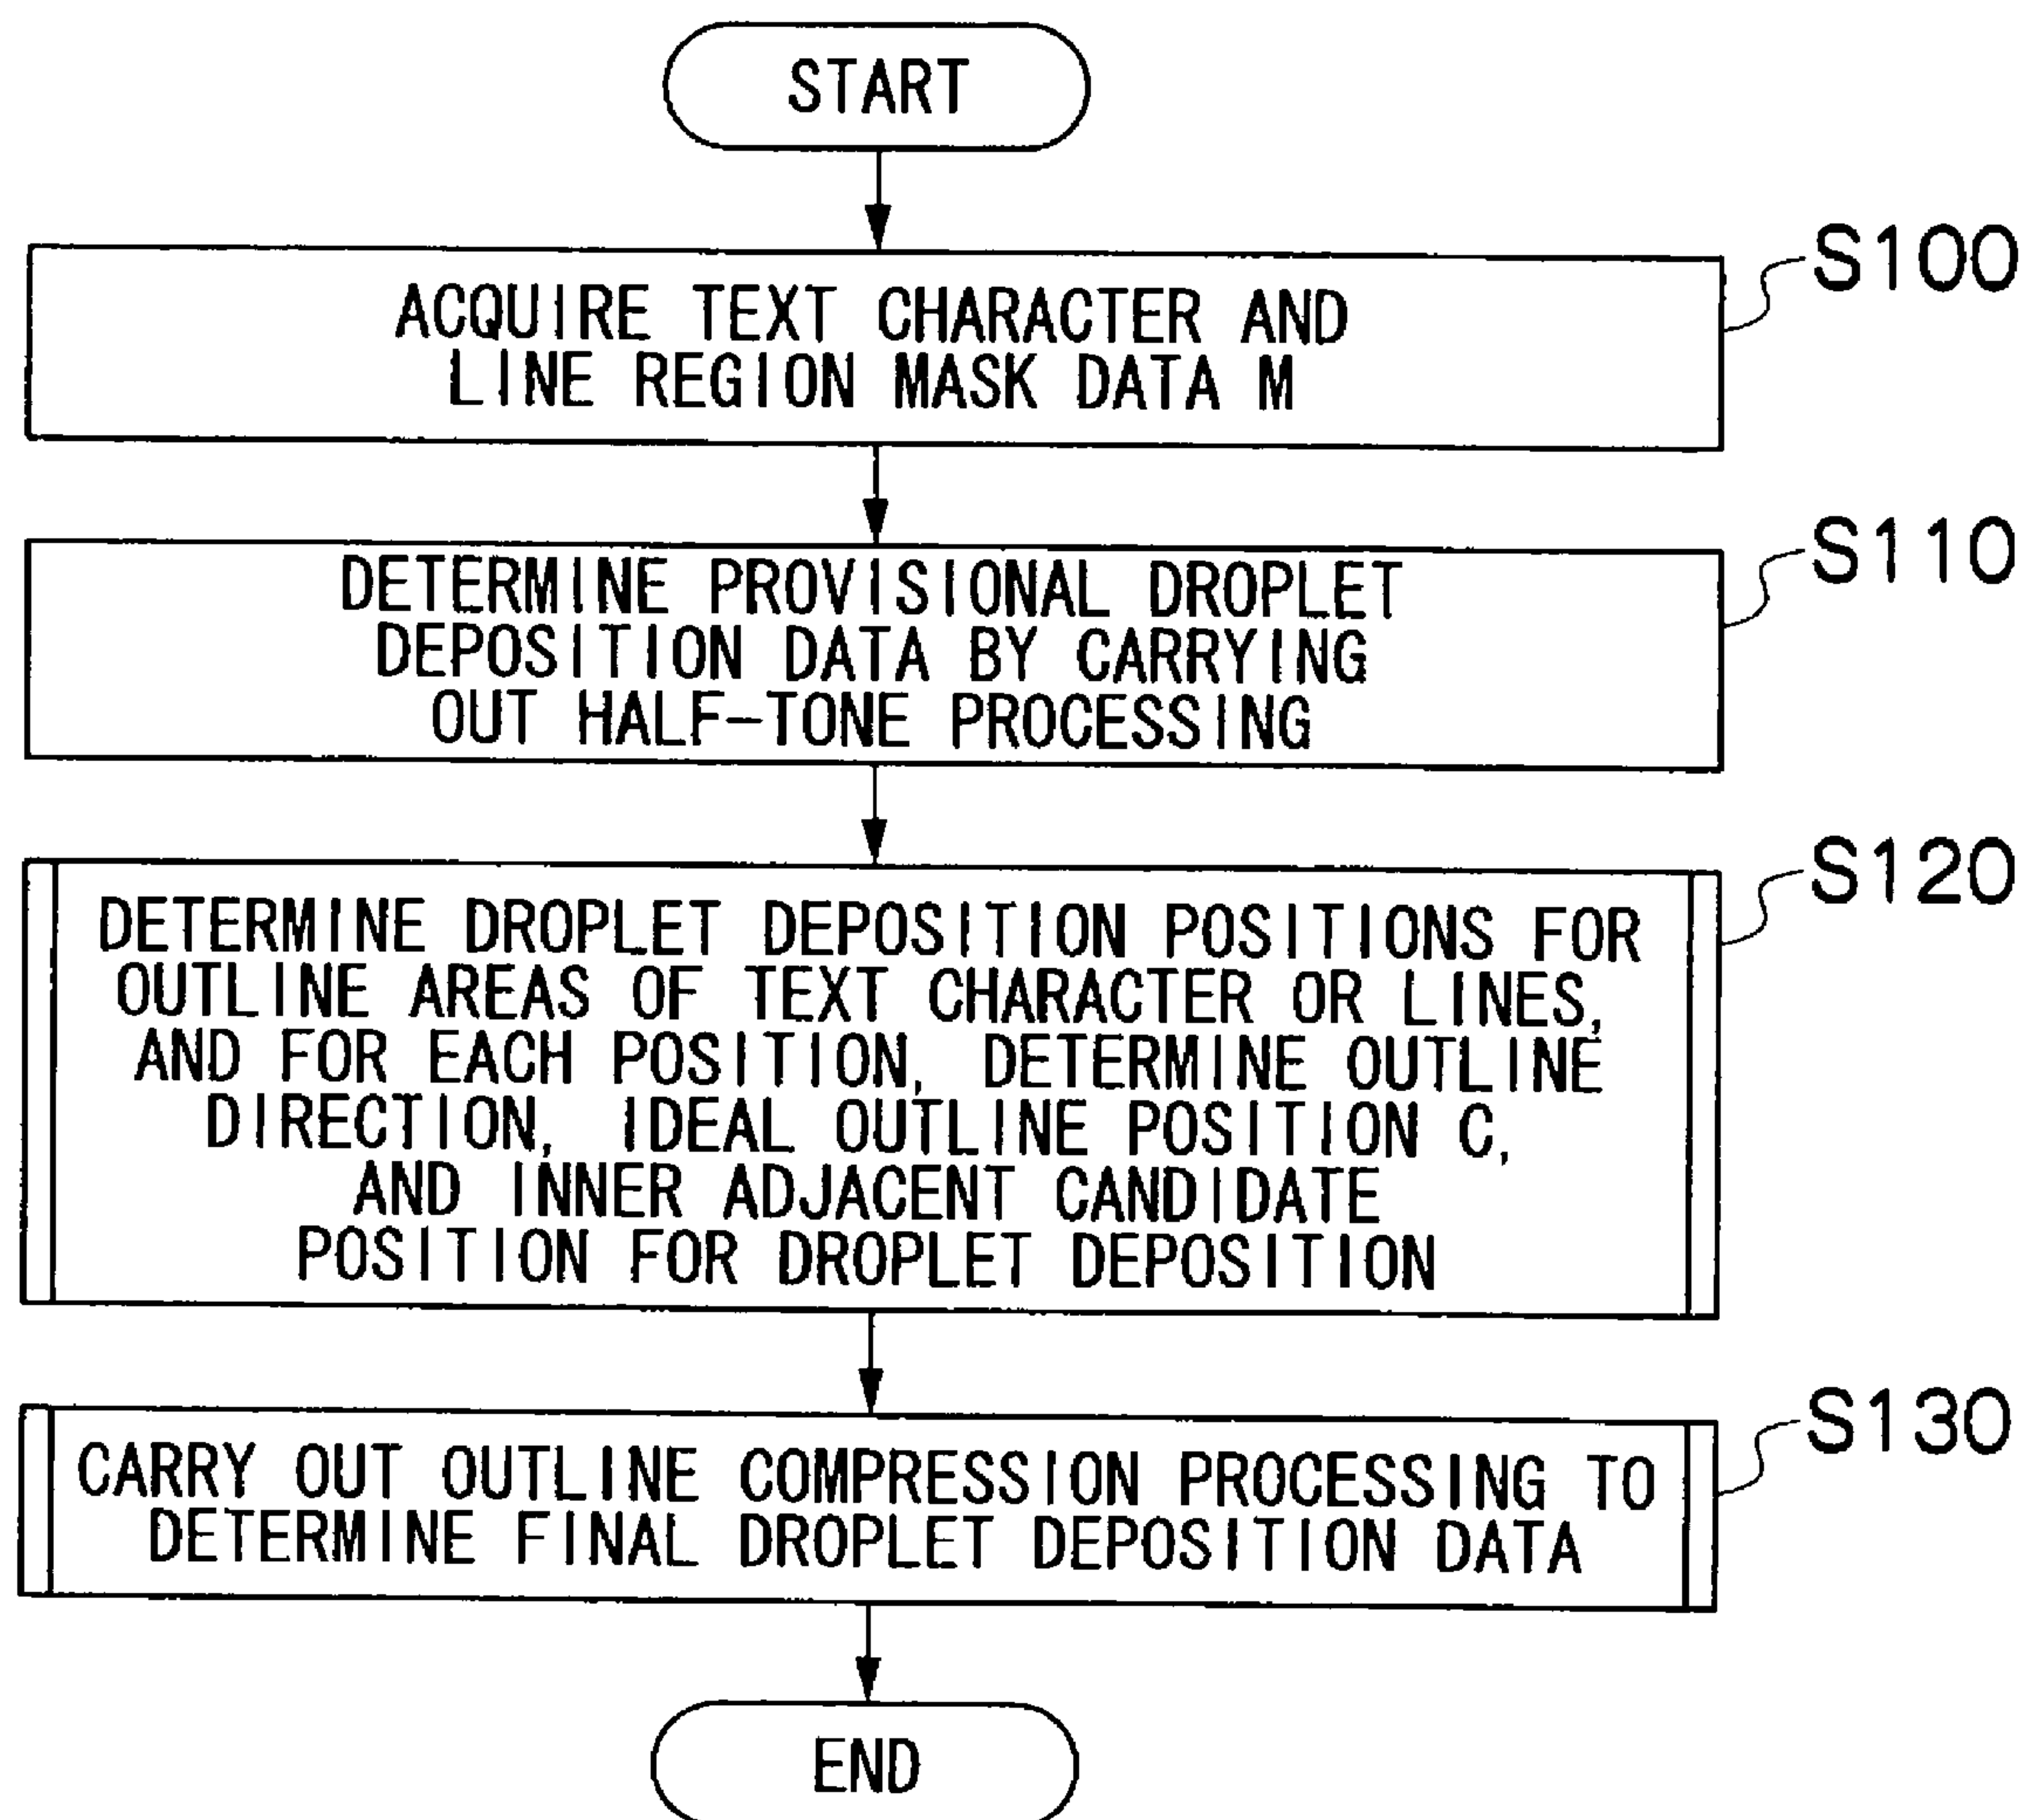 START
S100
ACQUIRE TEXT CHARACTER AND
LINE REGION MASK DATA M
S110
DETERMINE PROVISIONAL DROPLET
DEPOSITION DATA BY CARRYING
OUT HALF-TONE PROCESSING
S120
DETERMINE DROPLET DEPOSITION POSITIONS FOR
OUTLINE AREAS OF TEXT CHARACTER OR LINES,
AND FOR EACH POSITION, DETERMINE OUTLINE
DIRECTION, IDEAL OUTLINE POSITION C,
AND INNER ADJACENT CANDIDATE
POSITION FOR DROPLET DEPOSITION
S130
CARRY OUT OUTLINE COMPRESSION PROCESSING TO
DETERMINE FINAL DROPLET DEPOSITION DATA
END